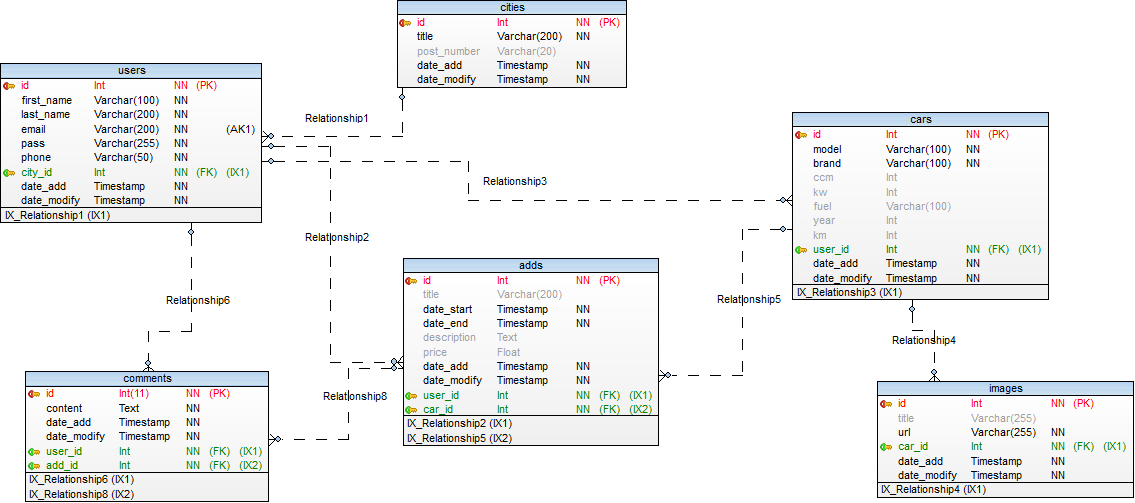 cities
id Int NN (PK)
title Varchar(200) NN
post_number Varchar(20)
date_add Timestamp NN
date_modify Timestamp NN
users
id Int NN (PK)
first_name Varchar(100) NN
last_name Varchar(200) NN
email Varchar(200) NN (AK1)
pass Varchar(255) NN
phone Varchar(50) NN
city_id Int NN (FK) (IX1)
date_add Timestamp NN
date_modify Timestamp NN
IX_Relationship1 (IX1)
Relationship1
cars
id Int NN (PK)
model Varchar(100) NN
brand Varchar(100) NN
ccm Int
kw Int
fuel Varchar(100)
year Int
km Int
user_id Int NN (FK) (IX1)
date_add Timestamp NN
date_modify Timestamp NN
IX_Relationship3 (IX1)
Relationship3
Relationship2
adds
id Int NN (PK)
title Varchar(200)
date_start Timestamp NN
date_end Timestamp NN
description Text
price Float
date_add Timestamp NN
date_modify Timestamp NN
user_id Int NN (FK) (IX1)
car_id Int NN (FK) (IX2)
IX_Relationship2 (IX1)
IX_Relationship5 (IX2)
Relationship6
Relationship5
Relationship4
Relationship8
comments
id Int(11) NN (PK)
content Text NN
date_add Timestamp NN
date_modify Timestamp NN
user_id Int NN (FK) (IX1)
add_id Int NN (FK) (IX2)
IX_Relationship6 (IX1)
IX_Relationship8 (IX2)
images
id Int NN (PK)
title Varchar(255)
url Varchar(255) NN
car_id Int NN (FK) (IX1)
date_add Timestamp NN
date_modify Timestamp NN
IX_Relationship4 (IX1)